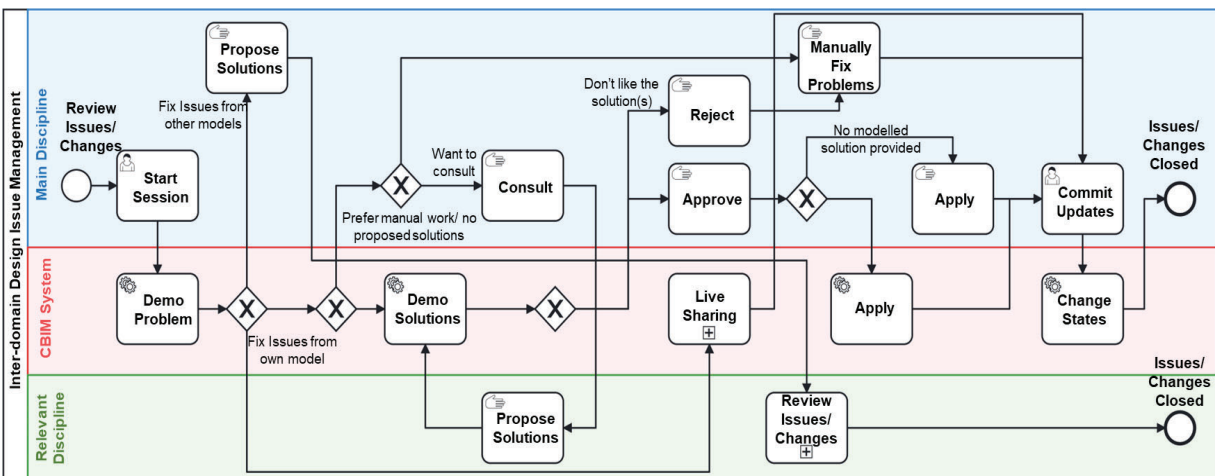 Inter-domain Design Issue Management
Main Discipline
Review
Issues/
Changes
Start
Session
Propose
Solutions
Fix Issues from
other models
X
Want to
consult
Prefer manual work/ no
proposed solutions
Consult
Don't like the
solution(s)
Reject
Approve
Manually
Fix
Problems
X
No modelled
solution provided
Apply
Commit
Updates
Issues/
Changes
Closed
CBIM System
Demo
Problem
X
Fix Issues from
own model
X
Demo
Solutions
X
Live
Sharing
Apply
Change
States
Relevant
Discipline
Propose
Solutions
Review
Issues/
Changes
Issues/
Changes
Closed